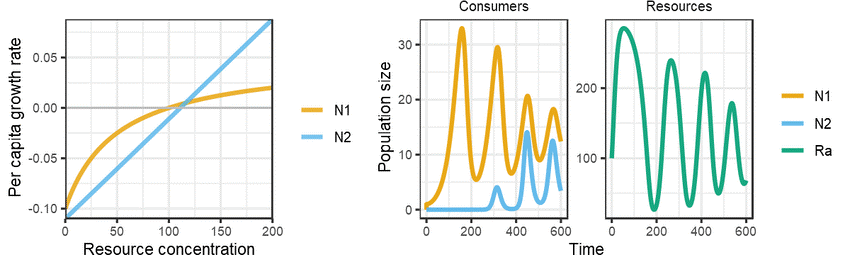 Per capita growth rate
0.05
0.00
-0.05
-0.10
0 50 100 150 200
Resource concentration
N1
N2
Consumers
Resources
Population size
30
20
10
0
0 200 400 600
200
100
0 200 400 600
Time
N1
N2
Ra